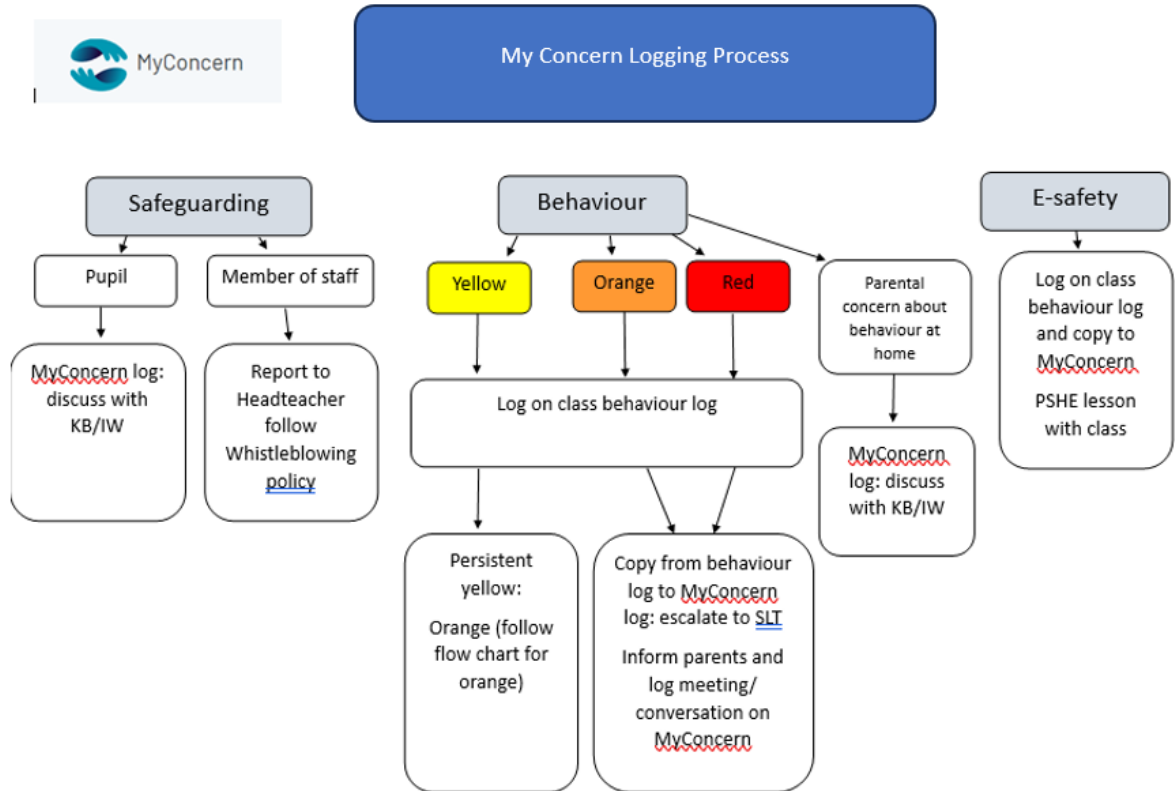 MyConcern
My Concern Logging Process
Safeguarding
Behaviour
E-safety
Pupil
Member of staff
Yellow
Orange
Red
Parental
concern about
behaviour at
home
Log on class
behaviour log
and copy to
MyConcern
PSHE lesson
with class
MyConcern log:
discuss with
KB/IW
Report to
Headteacher
follow
Whistleblowing
policy
Log on class behaviour log
MyConcern
log: discuss
with KB/IW
Persistent
yellow:
Orange (follow
flow chart for
orange)
Copy from behaviour
log to MyConcern
log: escalate to SLT
Inform parents and
log meeting/
conversation on
MyConcern